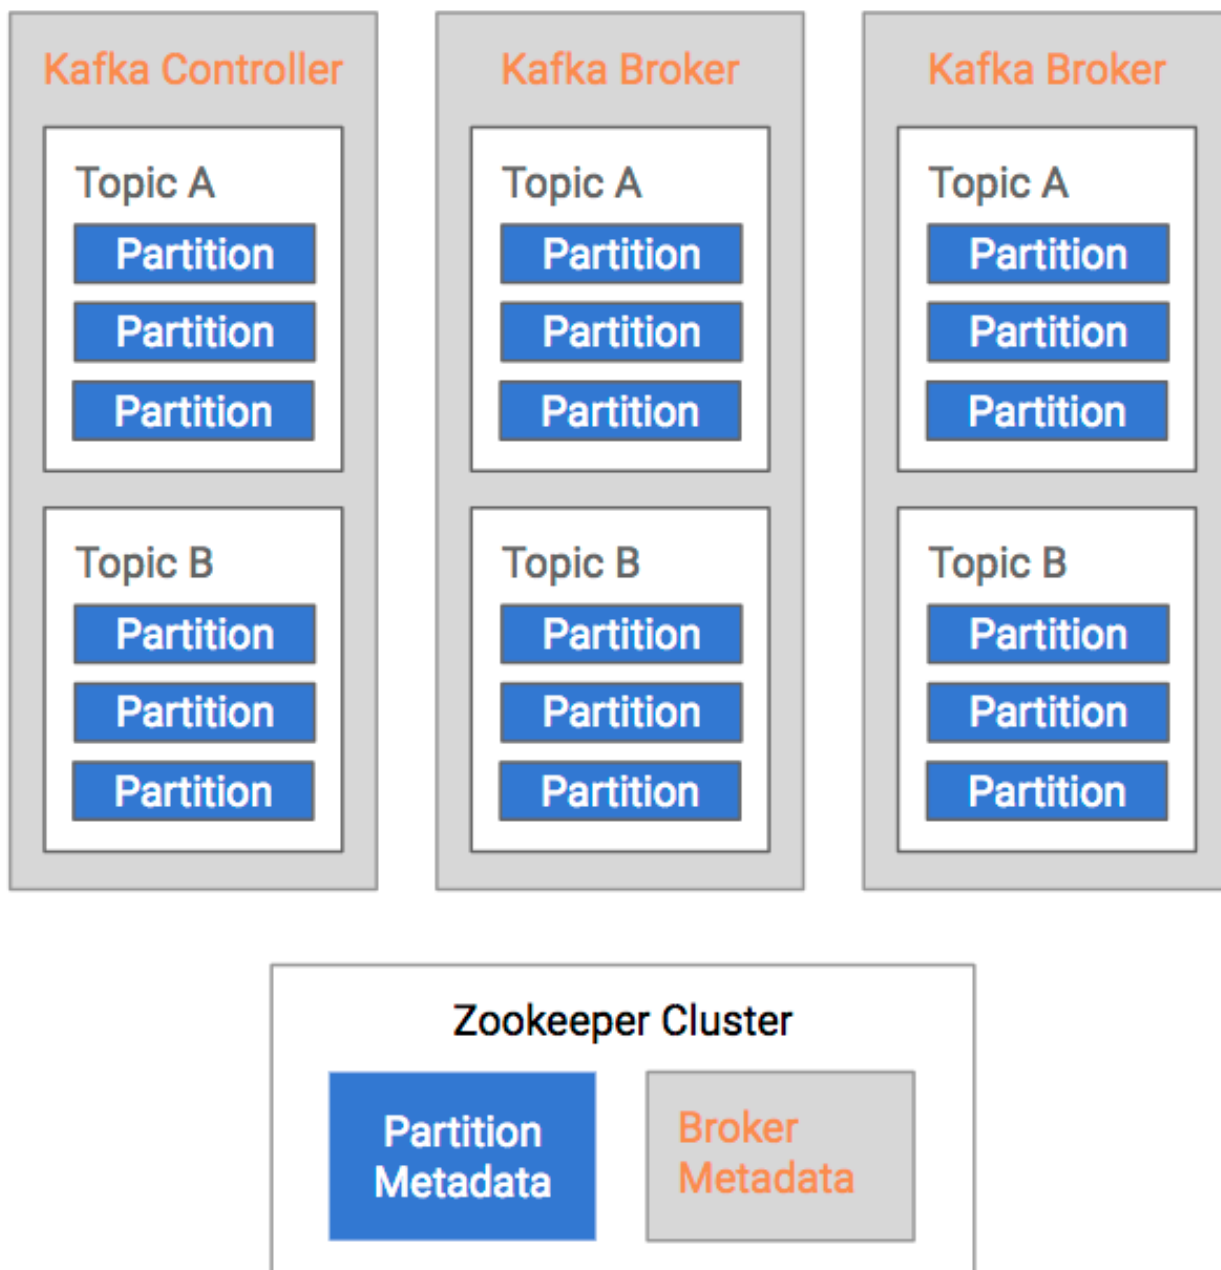 Kafka Controller
Topic A
Partition
Partition
Partition
Topic B
Partition
Partition
Partition
Kafka Broker
Topic A
Partition
Partition
Partition
Topic B
Partition
Partition
Partition
Kafka Broker
Topic A
Partition
Partition
Partition
Topic B
Partition
Partition
Partition
Zookeeper Cluster
Partition
Metadata
Broker
Metadata